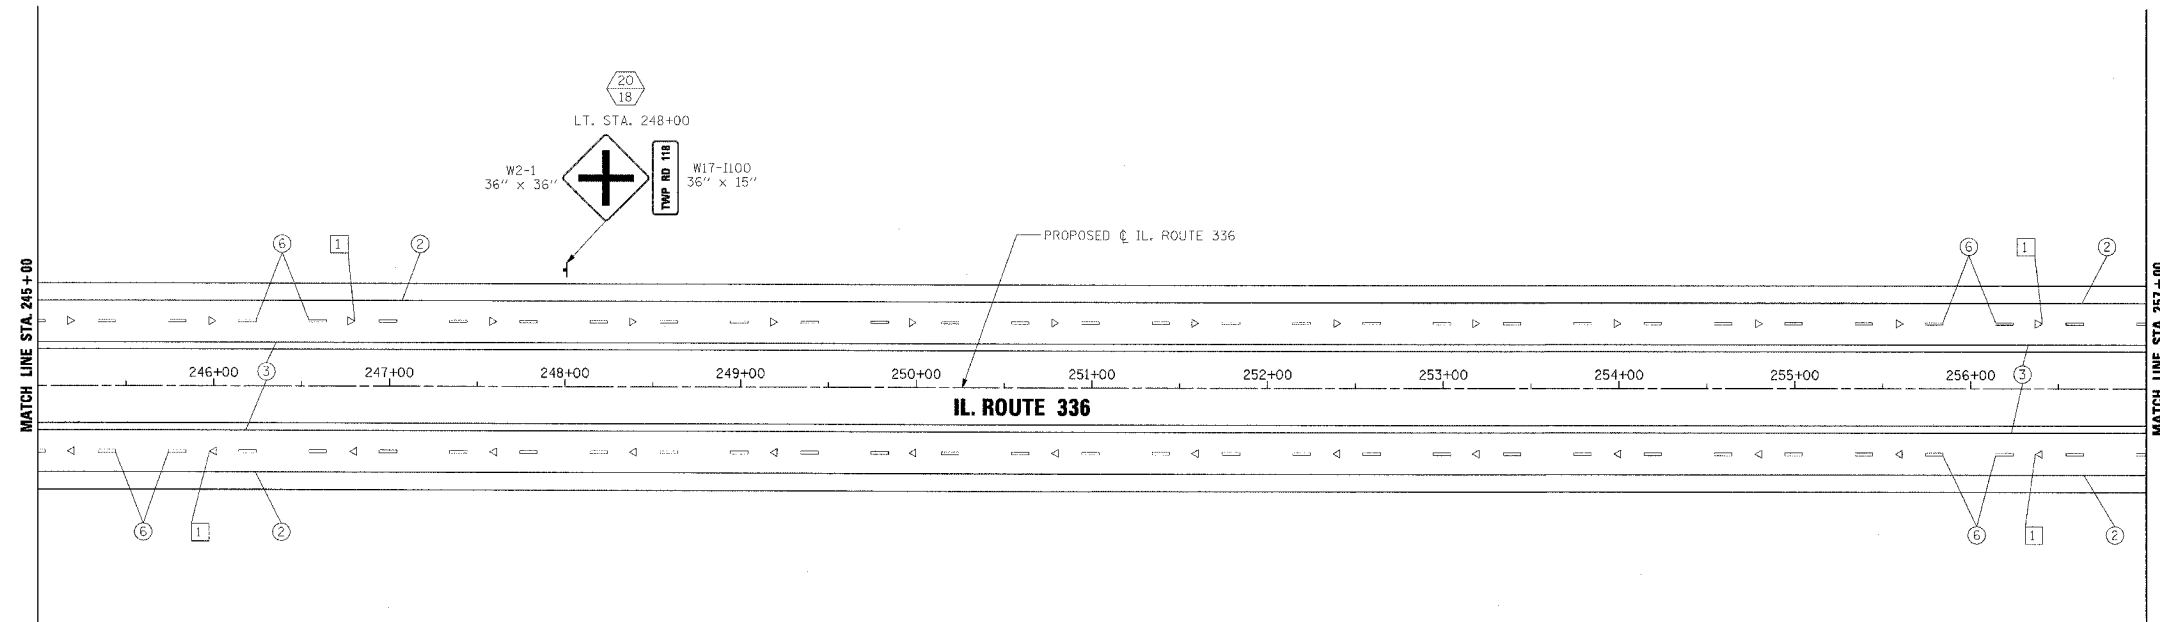 20
18
LT. STA. 248+00
W2-1
36" x 36"
TWP RD 118
W17-I100
36" x 15"
PROPOSED ℄ IL. ROUTE 336
6
1
2
6
1
2
MATCH LINE STA. 245+00
MATCH LINE STA. 257+00
3
246+00
247+00
248+00
249+00
250+00
251+00
252+00
253+00
254+00
255+00
256+00
3
IL. ROUTE 336
6
1
2
6
1
2